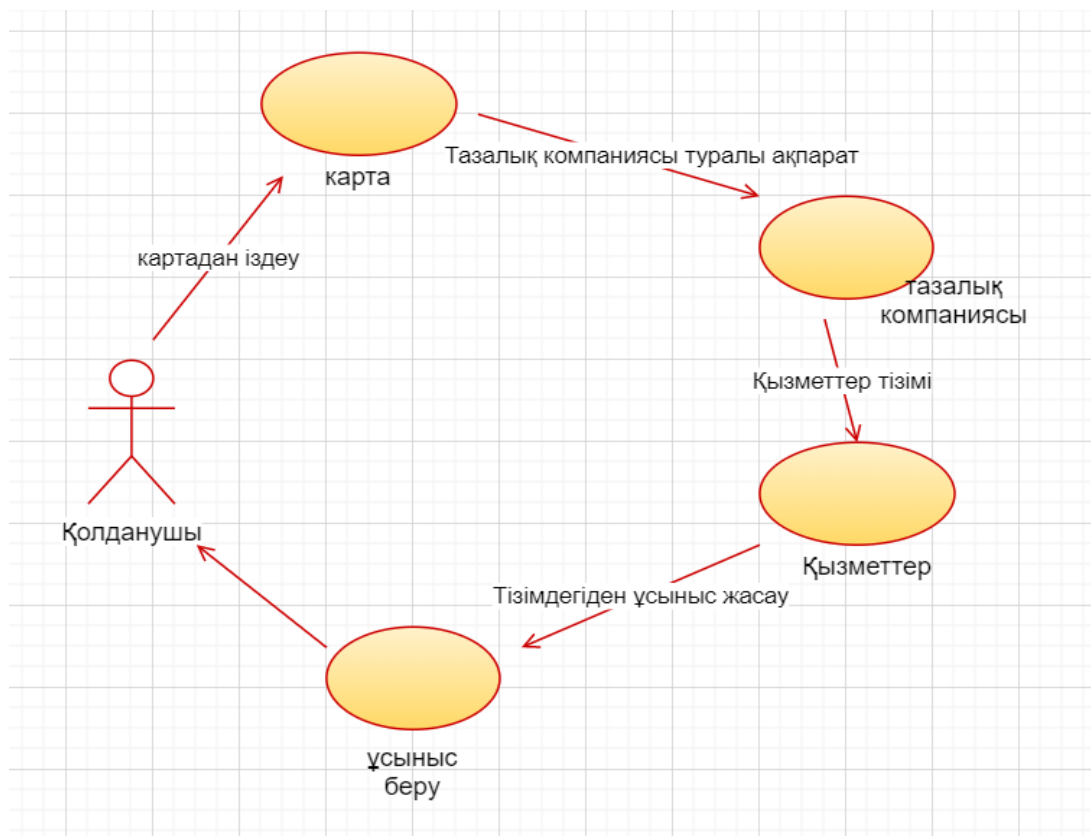 карта
Тазалық компаниясы туралы ақпарат
картадан іздеу
тазалық
компаниясы
Қызметтер тізімі
Қолданушы
Қызметтер
Тізімдегіден ұсыныс жасау
ұсыныс
беру